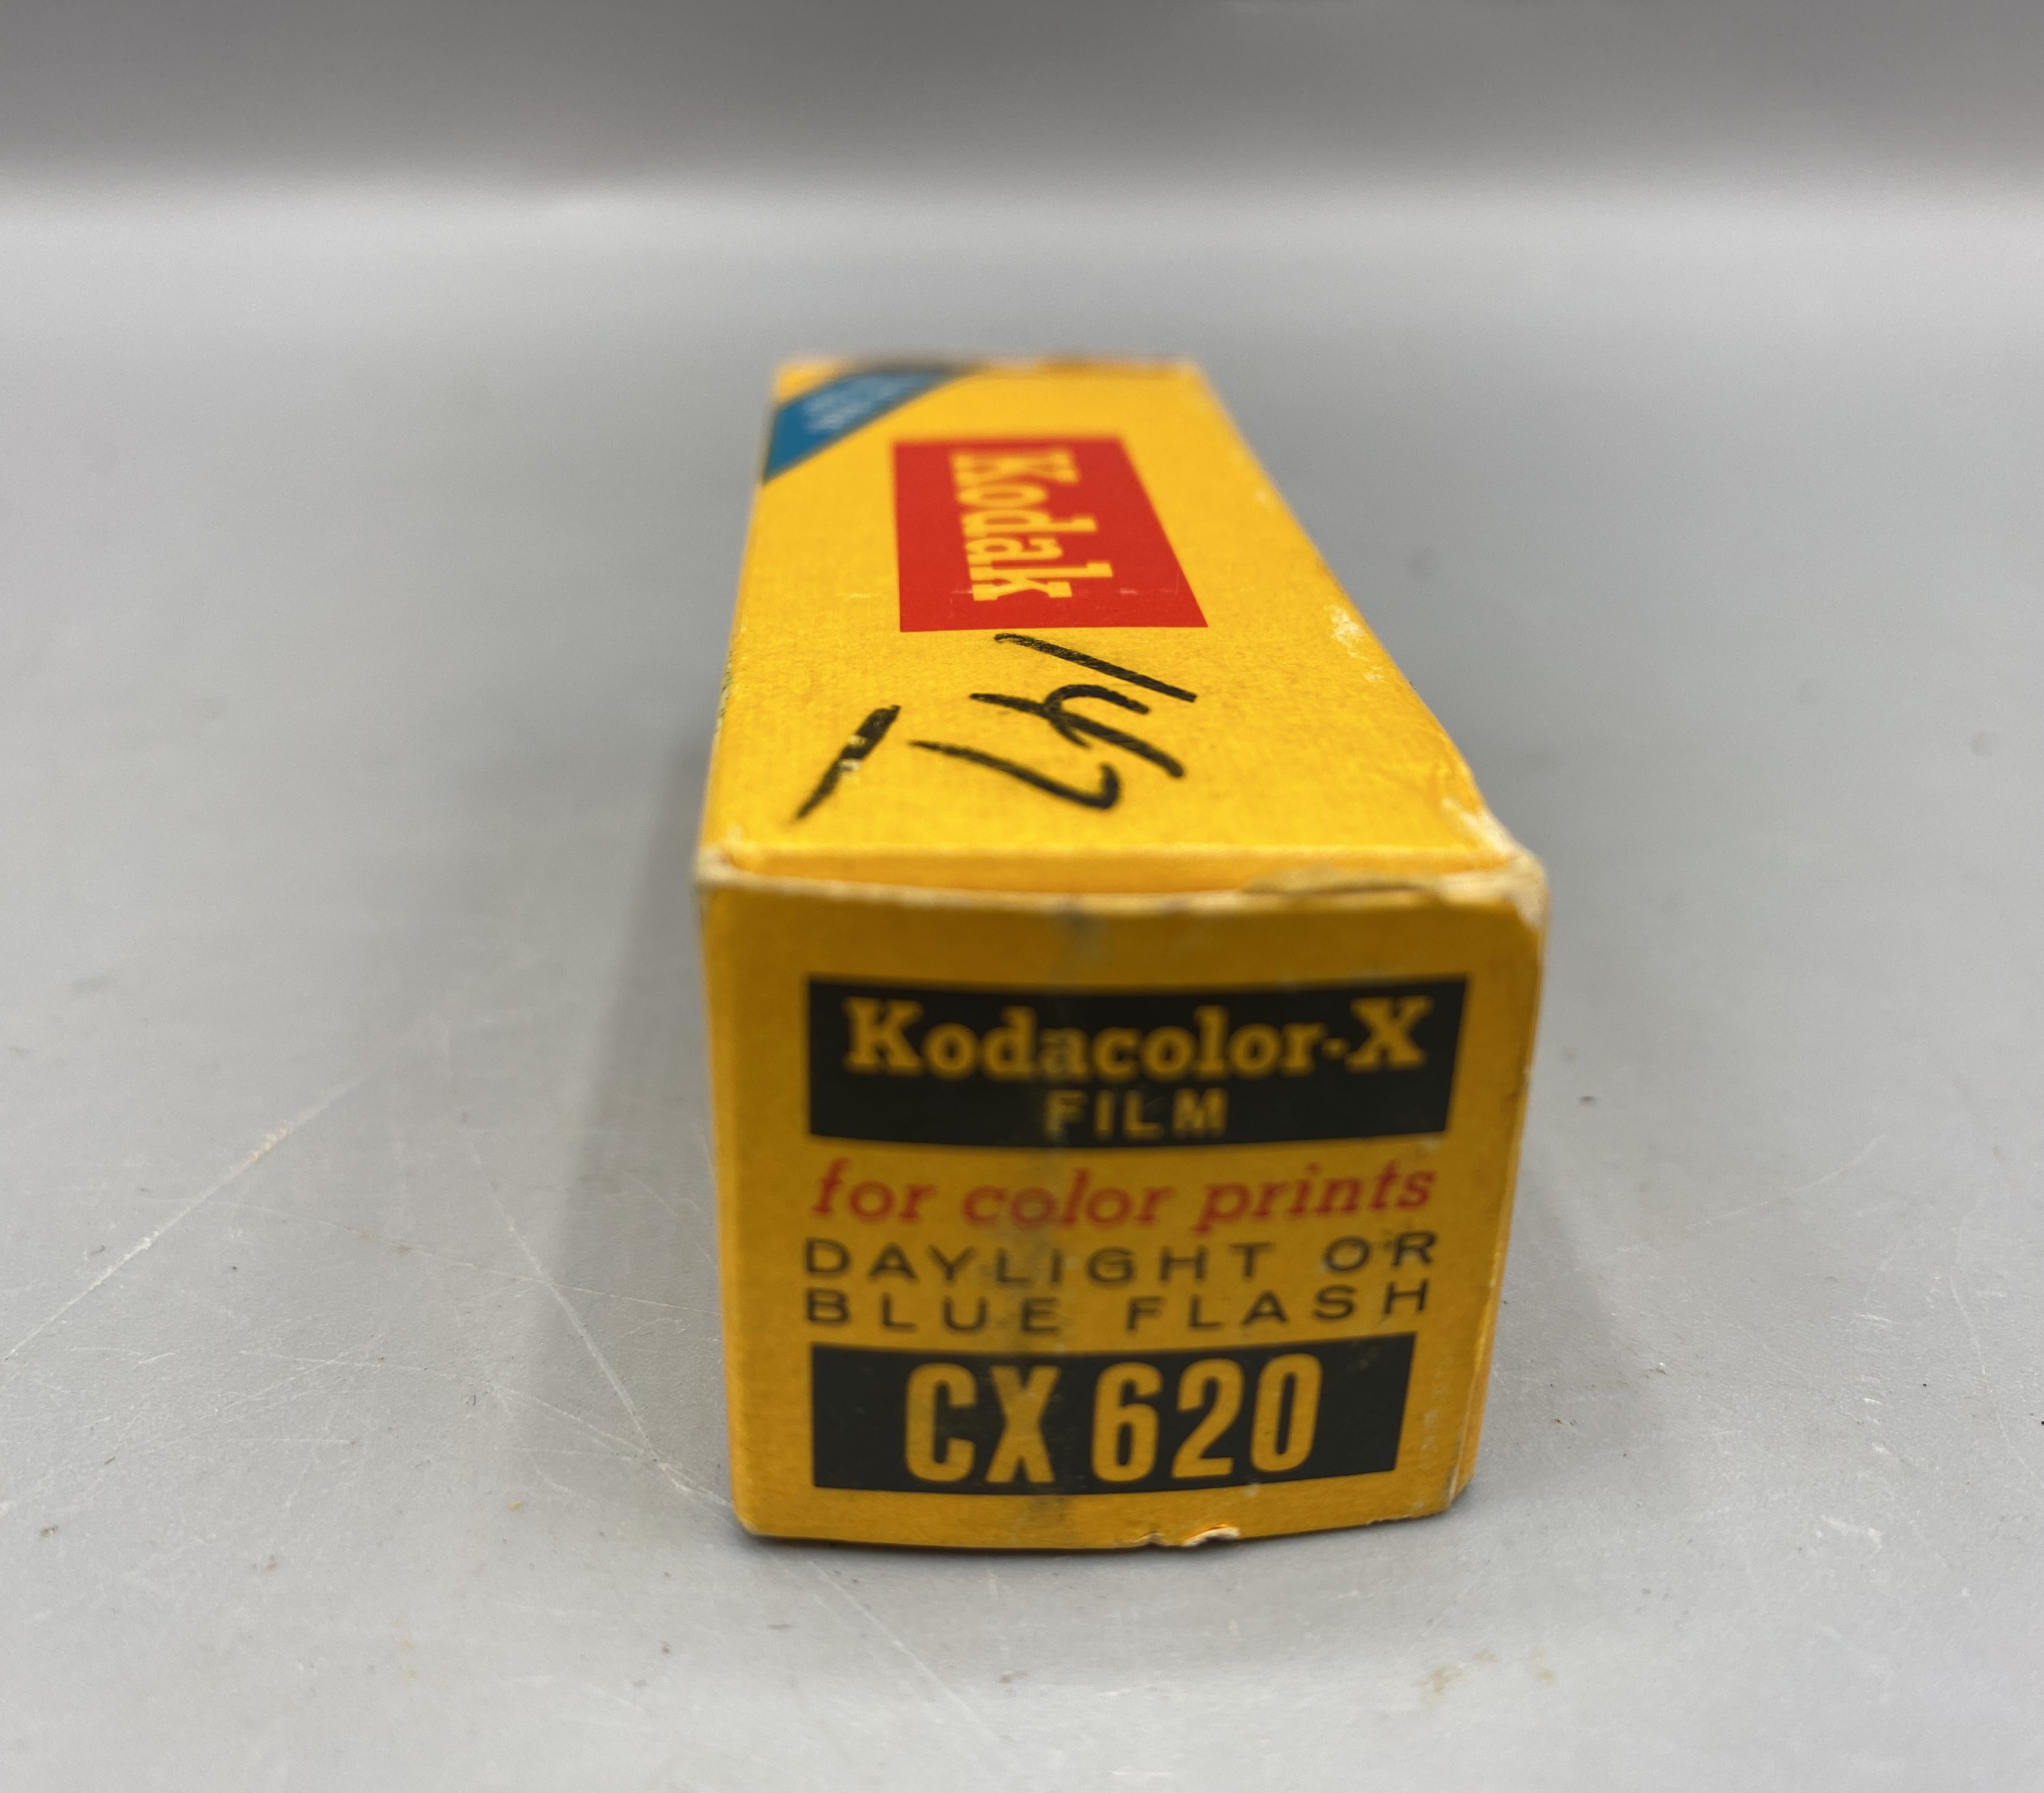 Kodak
147
Kodacolor-X
FILM
for color prints
DAYLIGHT OR
BLUE FLASH
CX 620